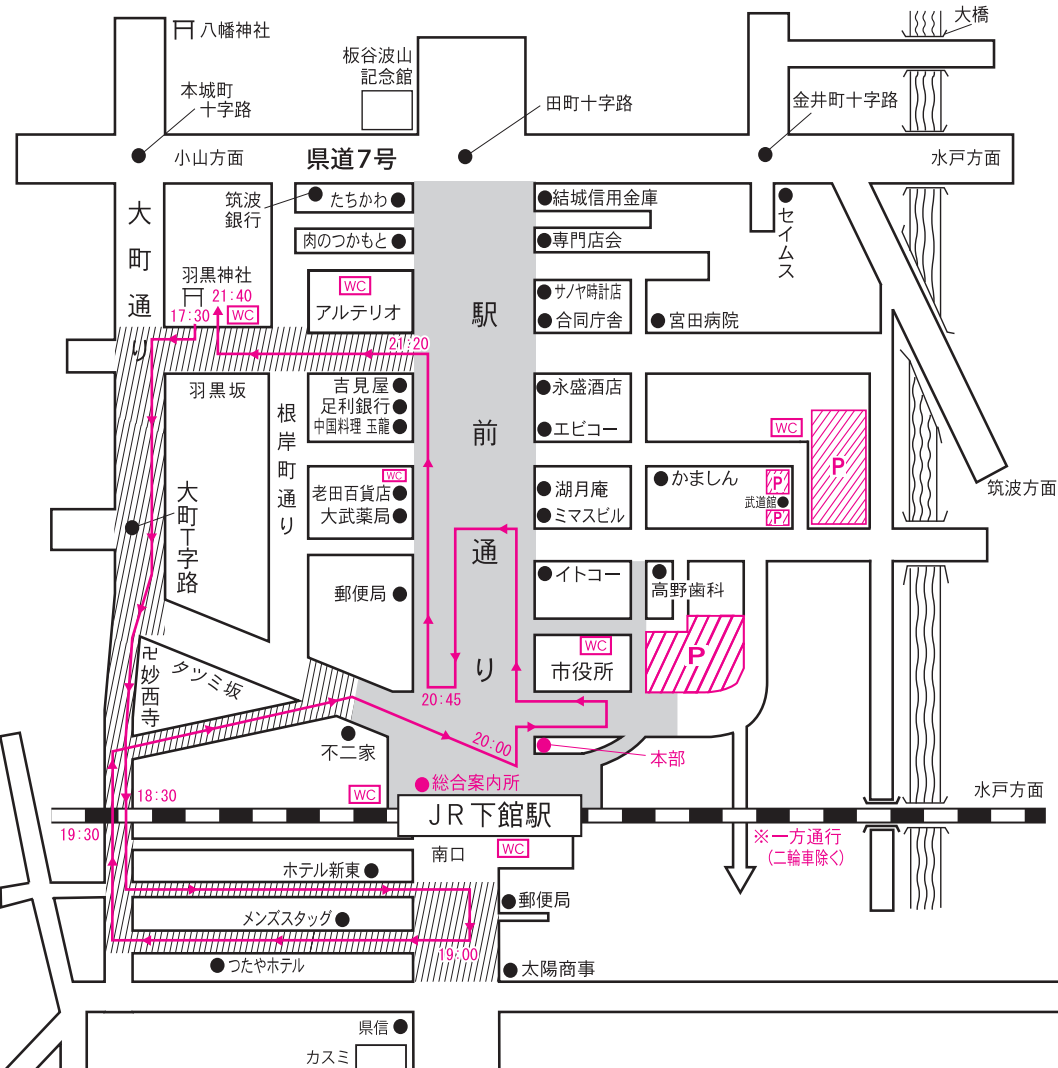 八幡神社
大橋
板谷波山
記念館
本城町
十字路
田町十字路
金井町十字路
小山方面
県道7号
水戸方面
筑波
銀行
たちかわ
結城信用金庫
セイムス
大町通り
肉のつかもと
専門店会
羽黒神社
21:40
17:30
WC
WC
アルテリオ
サノヤ時計店
合同庁舎
宮田病院
駅前通り
21:20
羽黒坂
根岸町通り
吉見屋
足利銀行
中国料理 玉龍
永盛酒店
エビコー
WC
P
WC
老田百貨店
大武薬局
湖月庵
ミマスビル
かましん
P
武道館
P
筑波方面
大町T字路
郵便局
イトコー
高野歯科
WC
市役所
P
卍妙西寺
タツミ坂
20:45
20:00
不二家
本部
総合案内所
18:30
WC
JR下館駅
水戸方面
19:30
南口
WC
※一方通行
(二輪車除く)
ホテル新東
郵便局
メンズスタッグ
19:00
つたやホテル
太陽商事
県信
カスミ